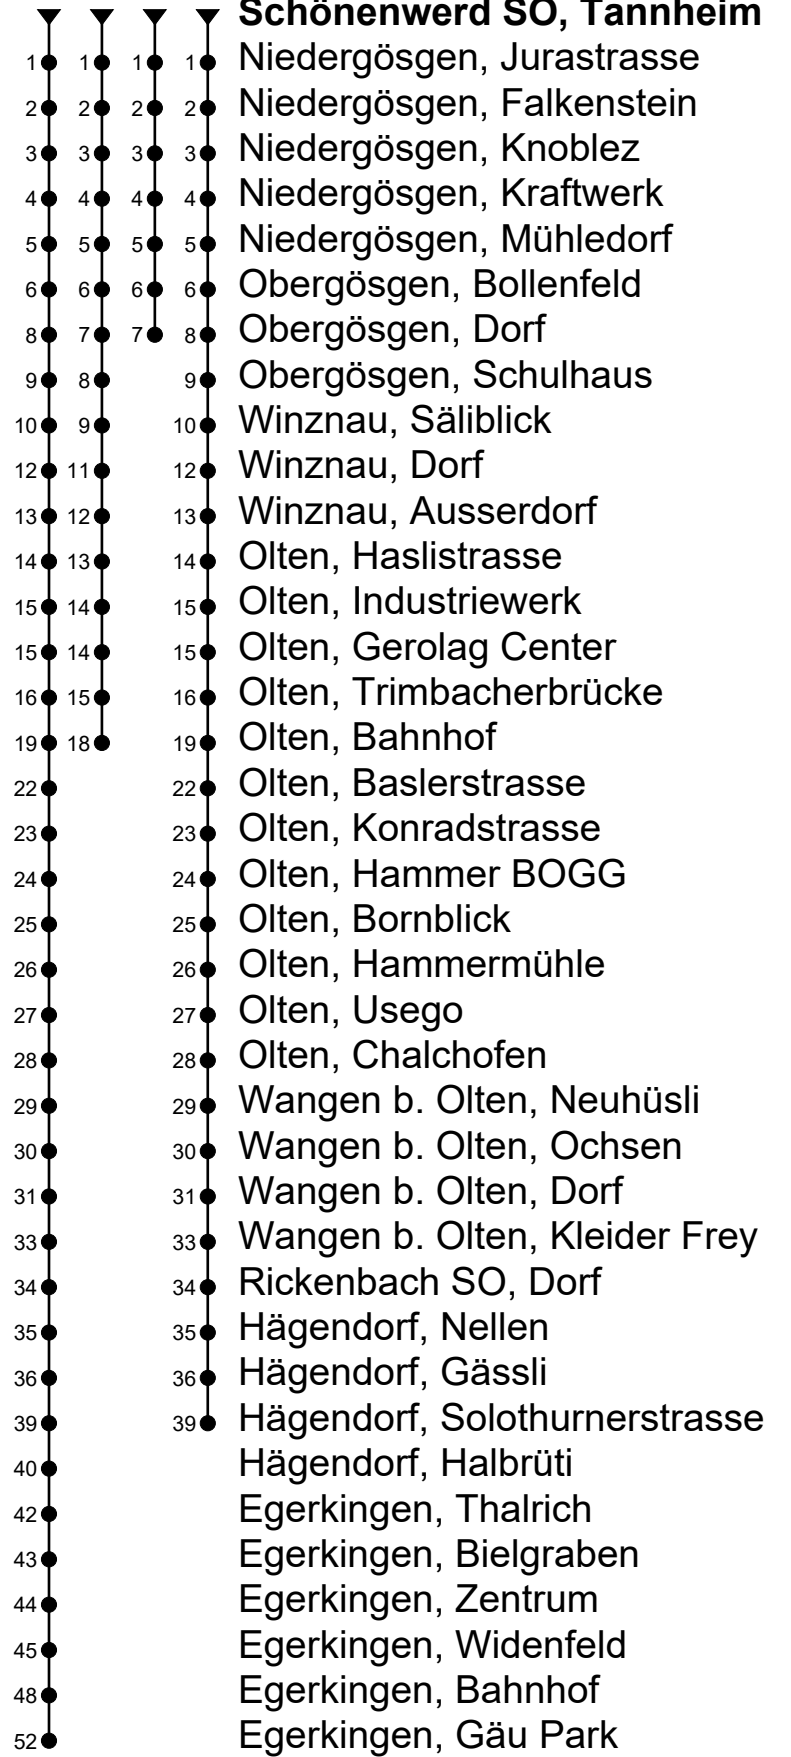 Schönenwerd SO, Tannheim
1 1 1 1 Niedergösgen, Jurastrasse
2 2 2 2 Niedergösgen, Falkenstein
3 3 3 3 Niedergösgen, Knoblez
4 4 4 4 Niedergösgen, Kraftwerk
5 5 5 5 Niedergösgen, Mühledorf
6 6 6 6 Obergösgen, Bollenfeld
8 7 7 8 Obergösgen, Dorf
9 8 9 Obergösgen, Schulhaus
10 9 10 Winznau, Säliblick
12 11 12 Winznau, Dorf
13 12 13 Winznau, Ausserdorf
14 13 14 Olten, Haslistrasse
15 14 15 Olten, Industriewerk
15 14 15 Olten, Gerolag Center
16 15 16 Olten, Trimbacherbrücke
19 18 19 Olten, Bahnhof
22 22 Olten, Baslerstrasse
23 23 Olten, Konradstrasse
24 24 Olten, Hammer BOGG
25 25 Olten, Bornblick
26 26 Olten, Hammermühle
27 27 Olten, Usego
28 28 Olten, Chalchofen
29 29 Wangen b. Olten, Neuhüsli
30 30 Wangen b. Olten, Ochsen
31 31 Wangen b. Olten, Dorf
33 33 Wangen b. Olten, Kleider Frey
34 34 Rickenbach SO, Dorf
35 35 Hägendorf, Nellen
36 36 Hägendorf, Gässli
39 39 Hägendorf, Solothurnerstrasse
40 Hägendorf, Halbrüti
42 Egerkingen, Thalrich
43 Egerkingen, Bielgraben
44 Egerkingen, Zentrum
45 Egerkingen, Widenfeld
48 Egerkingen, Bahnhof
52 Egerkingen, Gäu Park